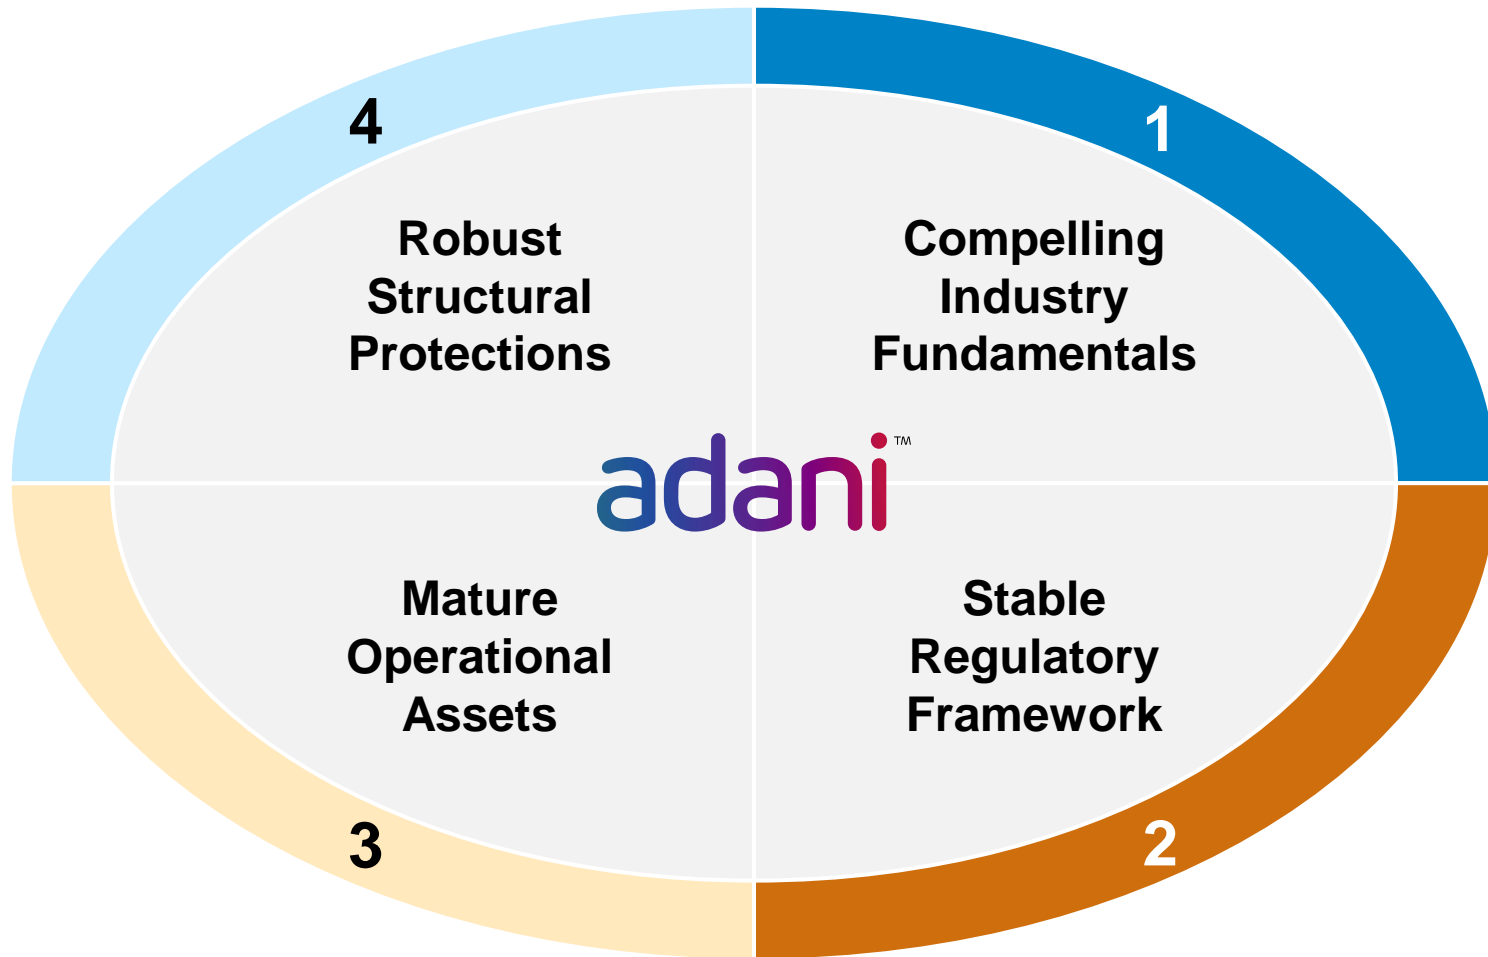 4
Robust
Structural
Protections
1
Compelling
Industry
Fundamentals
adani™
3
Mature
Operational
Assets
2
Stable
Regulatory
Framework